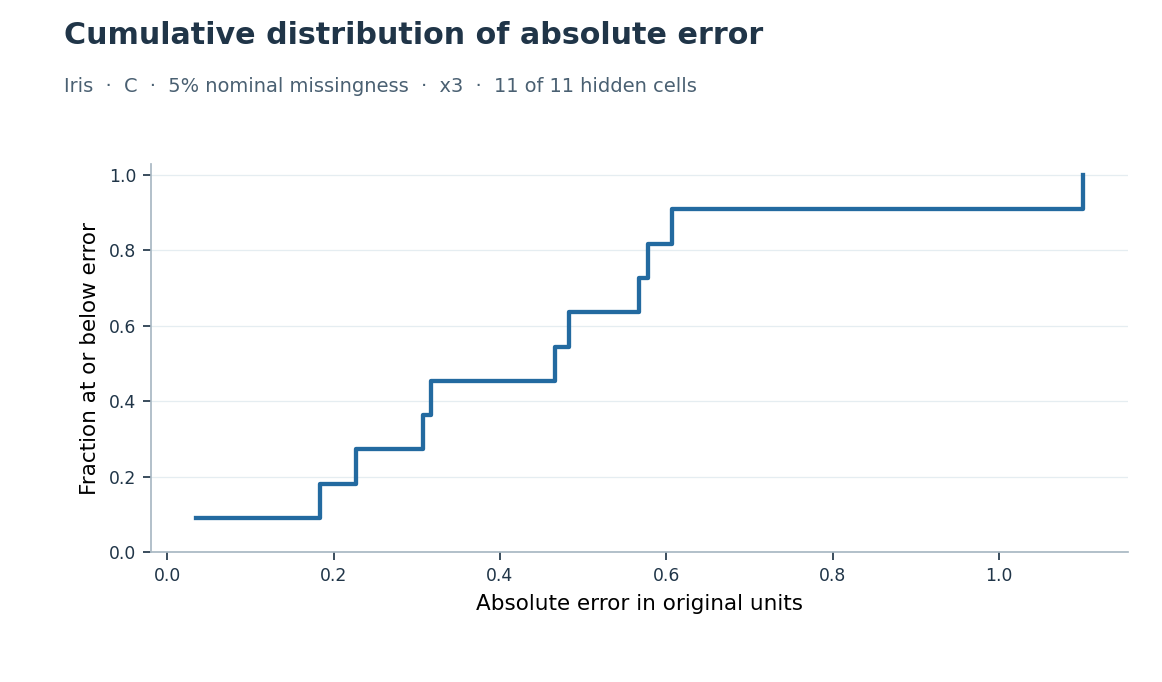 Cumulative distribution of absolute error
Iris · C · 5% nominal missingness · x3 · 11 of 11 hidden cells
Fraction at or below error
1.0
0.8
0.6
0.4
0.2
0.0
0.0 0.2 0.4 0.6 0.8 1.0
Absolute error in original units